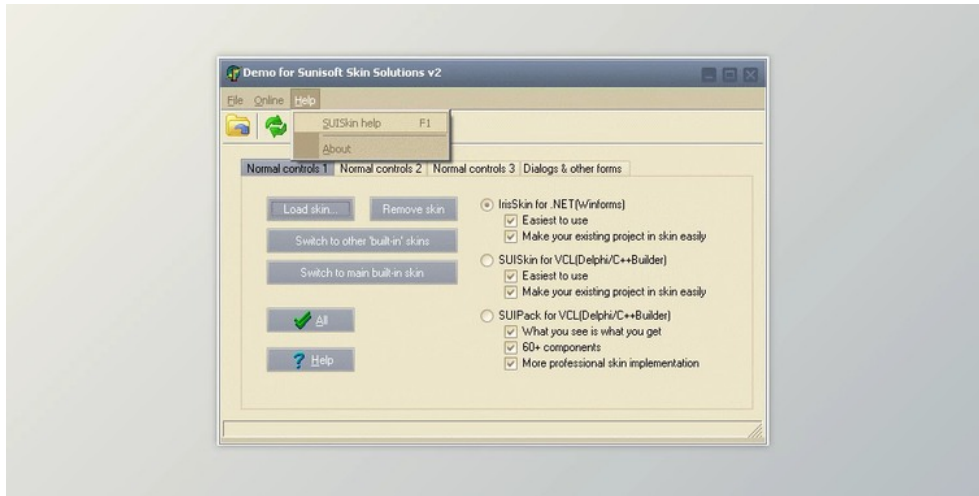 Demo for Sunisoft Skin Solutions v2
File Online Help
SUISkin help F1
About
Normal controls 1 Normal controls 2 Normal controls 3 Dialogs & other forms
Load skin... Remove skin
Switch to other 'built-in' skins
Switch to main built-in skin
All
Help
IrisSkin for .NET(Winforms)
Easiest to use
Make your existing project in skin easily
SUISkin for VCL(Delphi/C++Builder)
Easiest to use
Make your existing project in skin easily
SUIPack for VCL(Delphi/C++Builder)
What you see is what you get
60+ components
More professional skin implementation